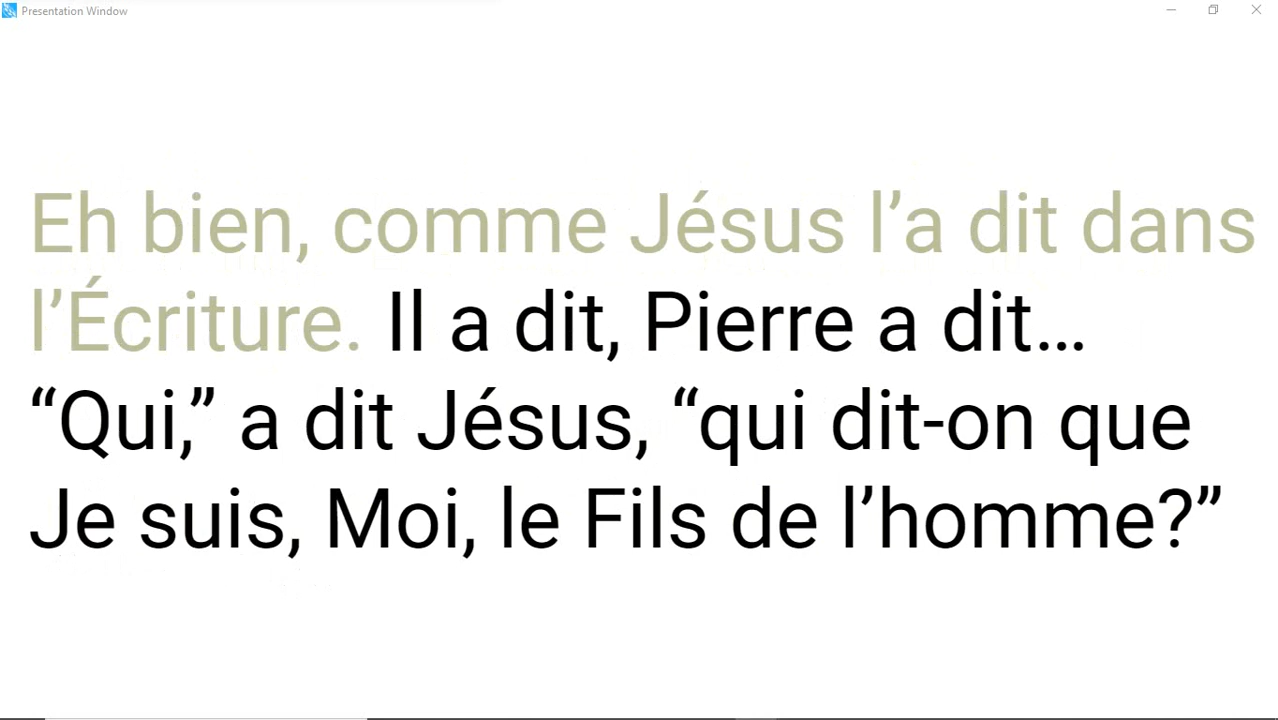 Presentation Window
Eh bien, comme Jésus l’a dit dans
l’Écriture. Il a dit, Pierre a dit…
“Qui,” a dit Jésus, “qui dit-on que
Je suis, Moi, le Fils de l’homme?”